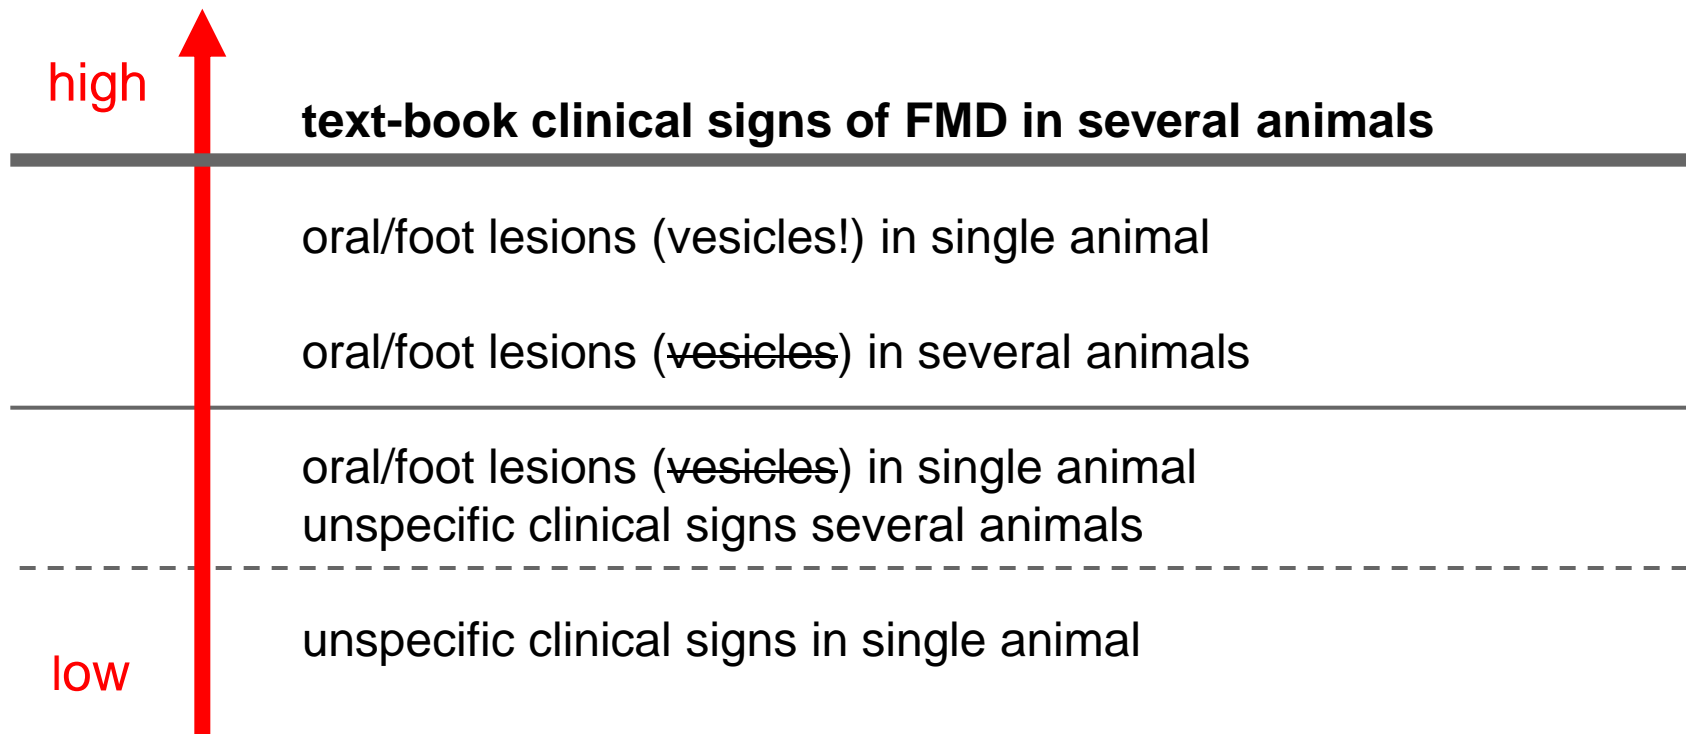 high
text-book clinical signs of FMD in several animals
oral/foot lesions (vesicles!) in single animal
oral/foot lesions (vesicles) in several animals
oral/foot lesions (vesicles) in single animal
unspecific clinical signs several animals
unspecific clinical signs in single animal
low